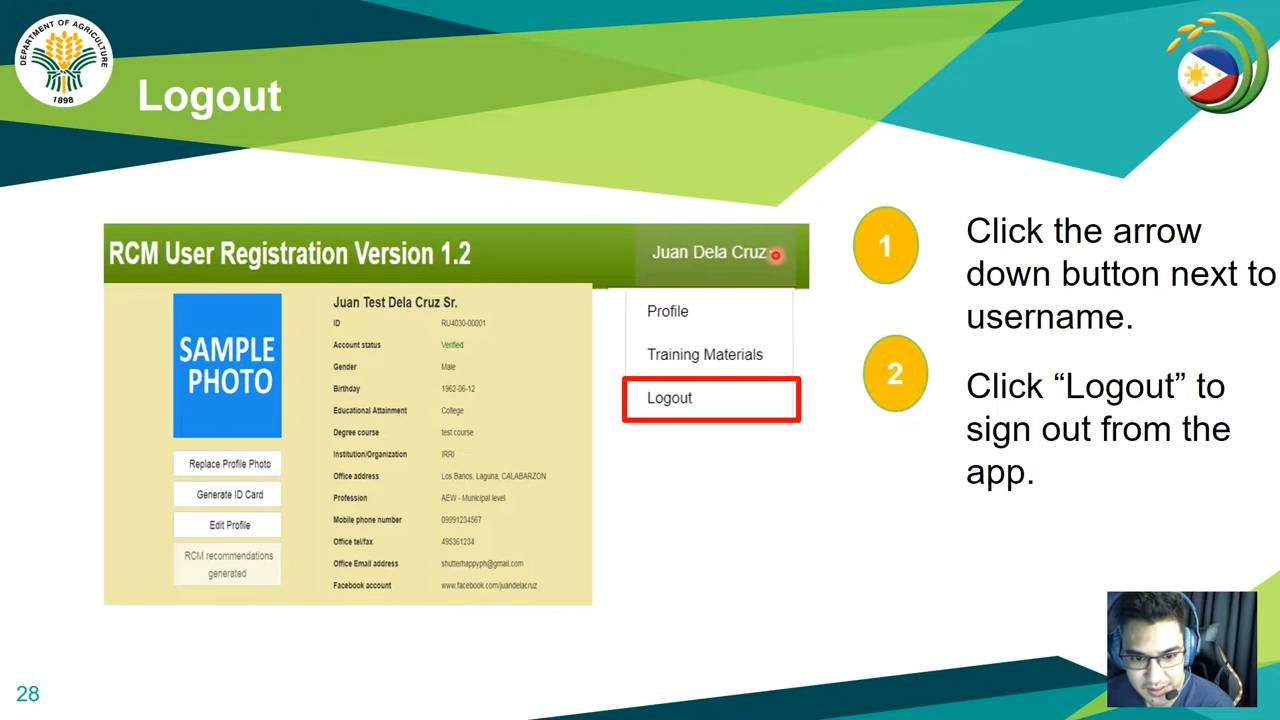 DEPARTMENT OF AGRICULTURE
1898
Logout
RCM User Registration Version 1.2
Juan Dela Cruz
Profile
Training Materials
Logout
SAMPLE
PHOTO
Replace Profile Photo
Generate ID Card
Edit Profile
RCM recommendations
generated
Juan Test Dela Cruz Sr.
ID RU4030-00001
Account status Verified
Gender Male
Birthday 1962-06-12
Educational Attainment College
Degree course test course
Institution/Organization IRRI
Office address Los Banos, Laguna, CALABARZON
Profession AEW - Municipal level
Mobile phone number 09991234567
Office tel/fax 495361234
Office Email address shutterhappyph@gmail.com
Facebook account www.facebook.com/juandelacruz
1
Click the arrow
down button next to
username.
2
Click “Logout” to
sign out from the
app.
28